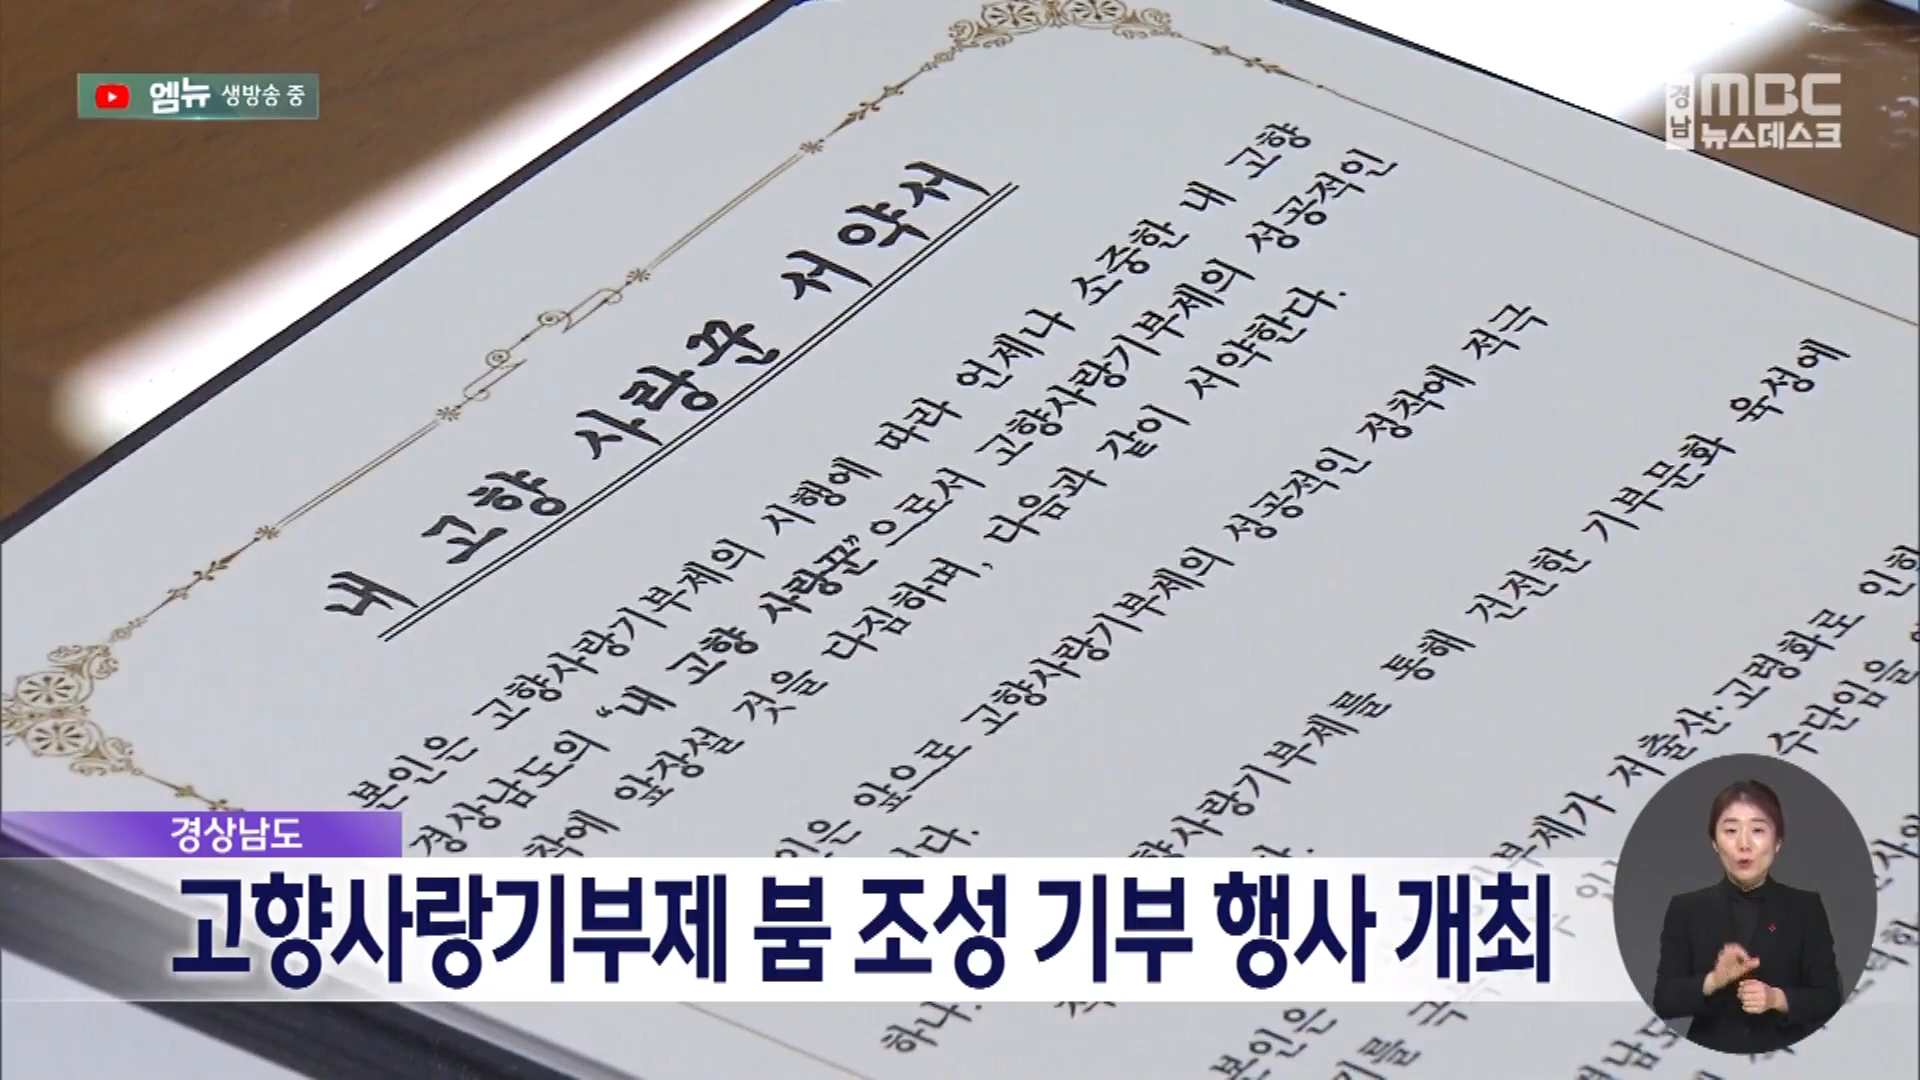 엠뉴 생방송 중
경남
MBC
뉴스데스크
내 고향 사랑꾼 서약서
본인은 고향사랑기부제의 시행에 따라 언제나 소중한 내 고향
경상남도의 “내 고향 사랑꾼”으로서 고향사랑기부제의 성공적인
착에 앞장설 것을 다짐하며, 다음과 같이 서약한다.
인은 앞으로 고향사랑기부제의 성공적인 정착에 적극
다.
향사랑기부제를 통해 건전한 기부문화 육성에
다.
부제가 저출산·고령화로 인한
수단임을
하나.
본인은
경상남도
고향사랑기부제 붐 조성 기부 행사 개최